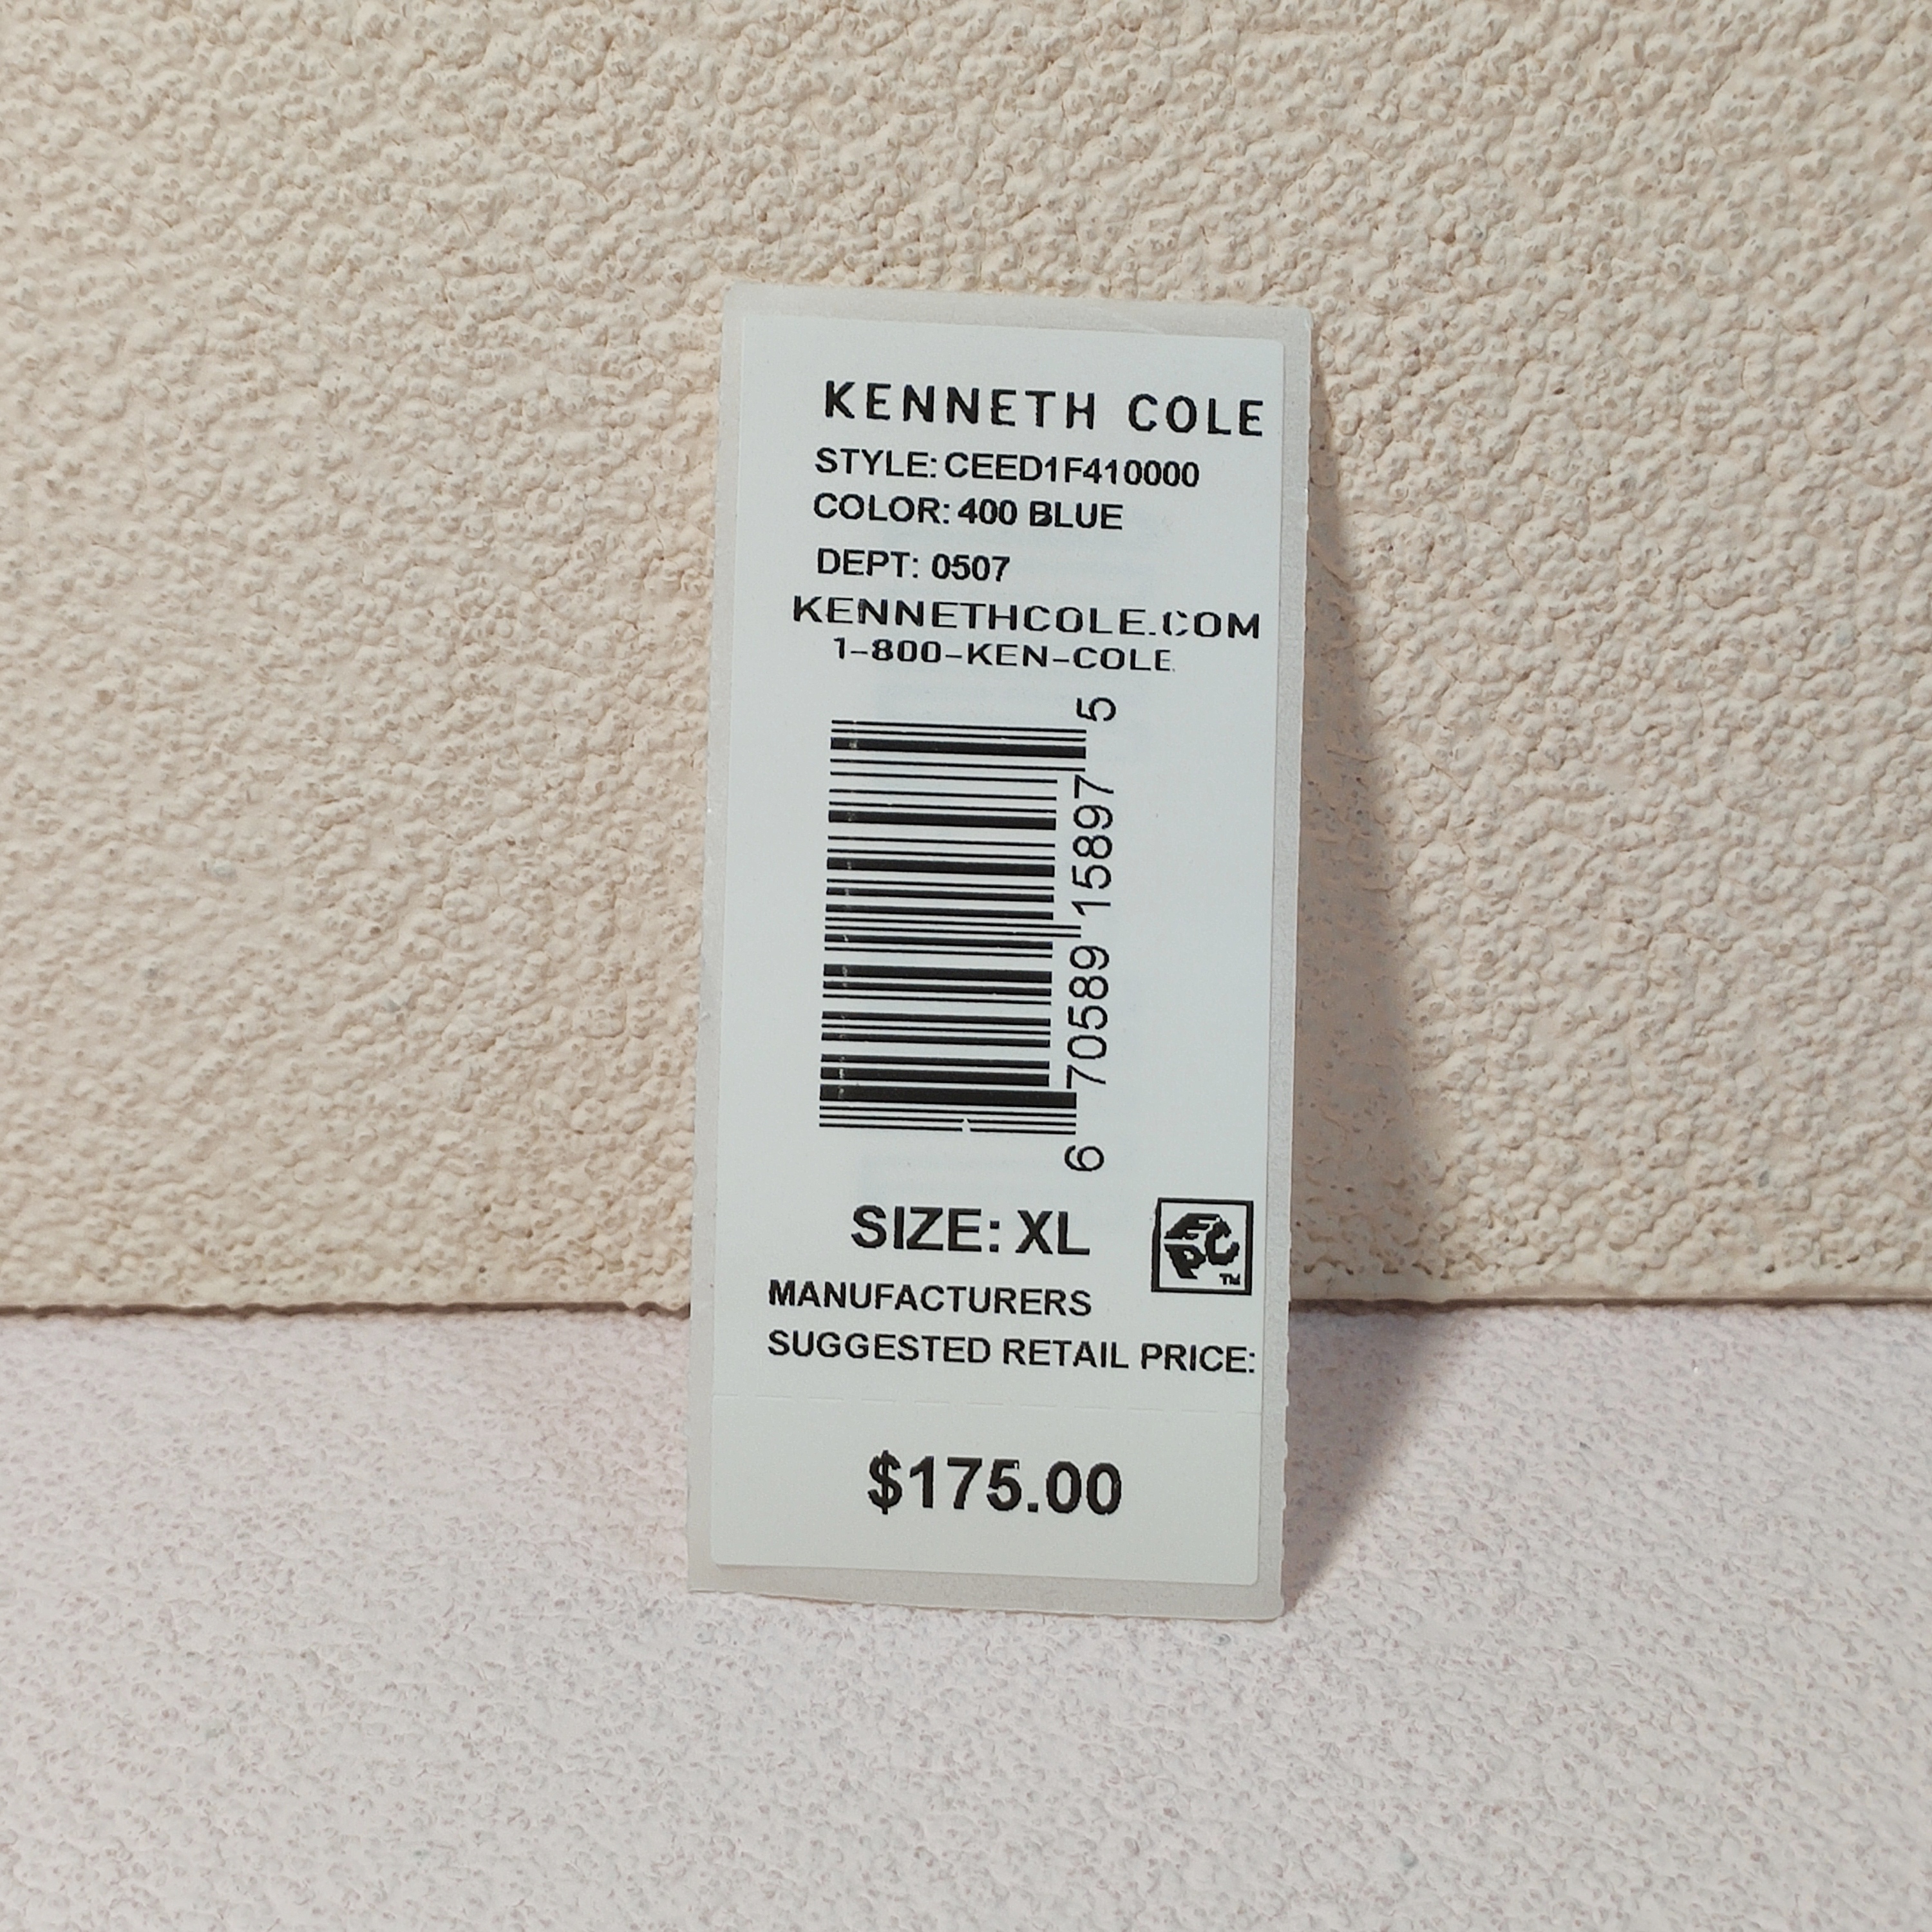 KENNETH COLE
STYLE: CEED1F410000
COLOR: 400 BLUE
DEPT: 0507
KENNETHCOLE.COM
1-800-KEN-COLE
6 70589 15897 5
SIZE: XL
EPC TM
MANUFACTURERS
SUGGESTED RETAIL PRICE:
$175.00